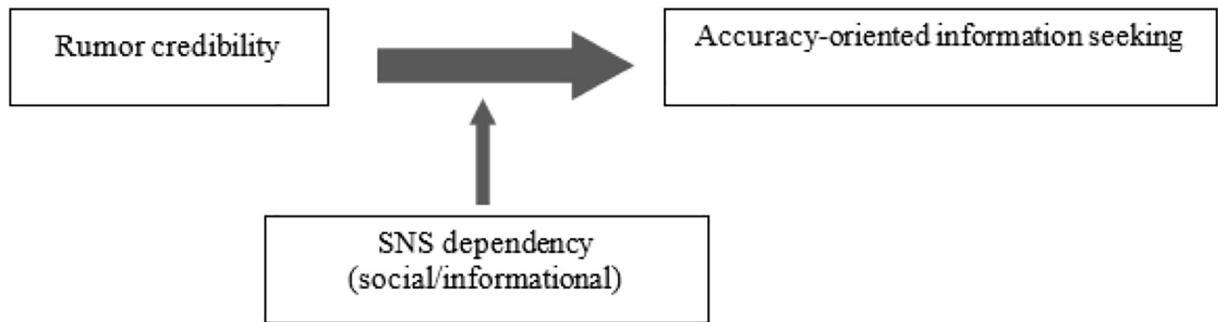 Rumor credibility
Accuracy-oriented information seeking
SNS dependency
(social/informational)